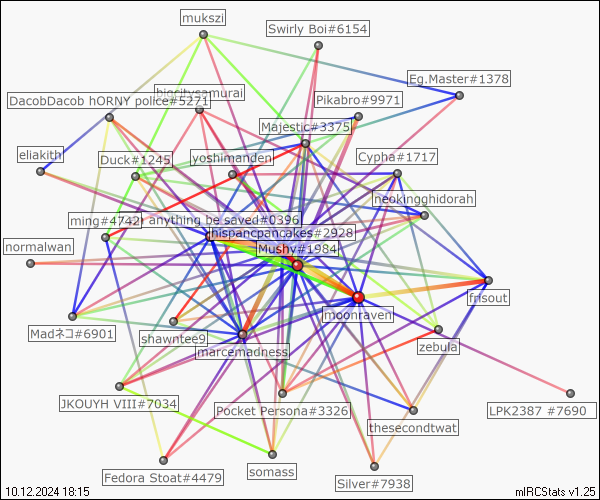 mukszi
Swirly Boi#6154
Eg.Master#1378
bigcitysamurai
DacobDacob hORNY police#5271
Pikabro#9971
Majestic#3375
eliakith
Duck#1245
yoshimanden
Cypha#1717
neokingghidorah
ming#4742
anything be saved#0396
hispancpancakes#2928
normalwan
Mushy#1984
frisout
moonraven
Madネコ#6901
shawntee9
marcemadness
zebula
JKOUYH VIII#7034
Pocket Persona#3326
LPK2387 #7690
thesecondtwat
Fedora Stoat#4479
somass
Silver#7938
10.12.2024 18:15
mIRCStats v1.25